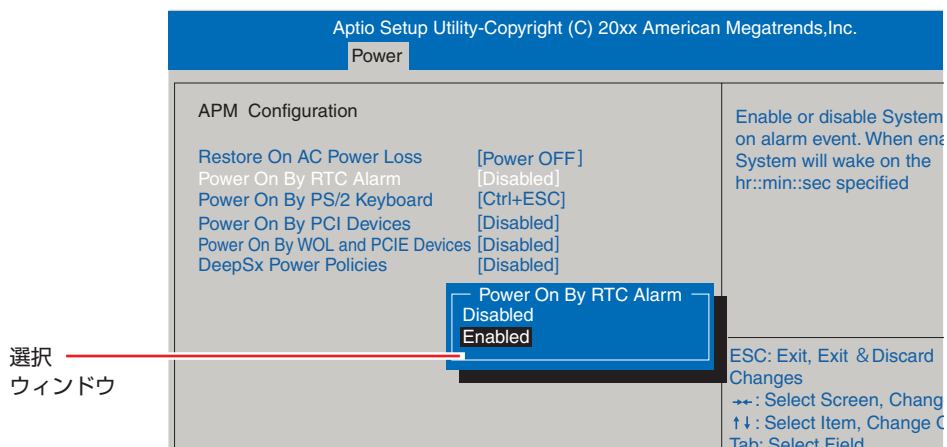 Aptio Setup Utility-Copyright (C) 20xx American Megatrends,Inc.
Power
APM Configuration
Restore On AC Power Loss [Power OFF]
Power On By RTC Alarm [Disabled]
Power On By PS/2 Keyboard [Ctrl+ESC]
Power On By PCI Devices [Disabled]
Power On By WOL and PCIE Devices [Disabled]
DeepSx Power Policies [Disabled]
Power On By RTC Alarm
Disabled
Enabled
選択
ウィンドウ
Enable or disable System
on alarm event. When ena
System will wake on the
hr::min::sec specified
ESC: Exit, Exit ＆Discard
Changes
→←: Select Screen, Chang
↑↓: Select Item, Change
Tab: Select Field